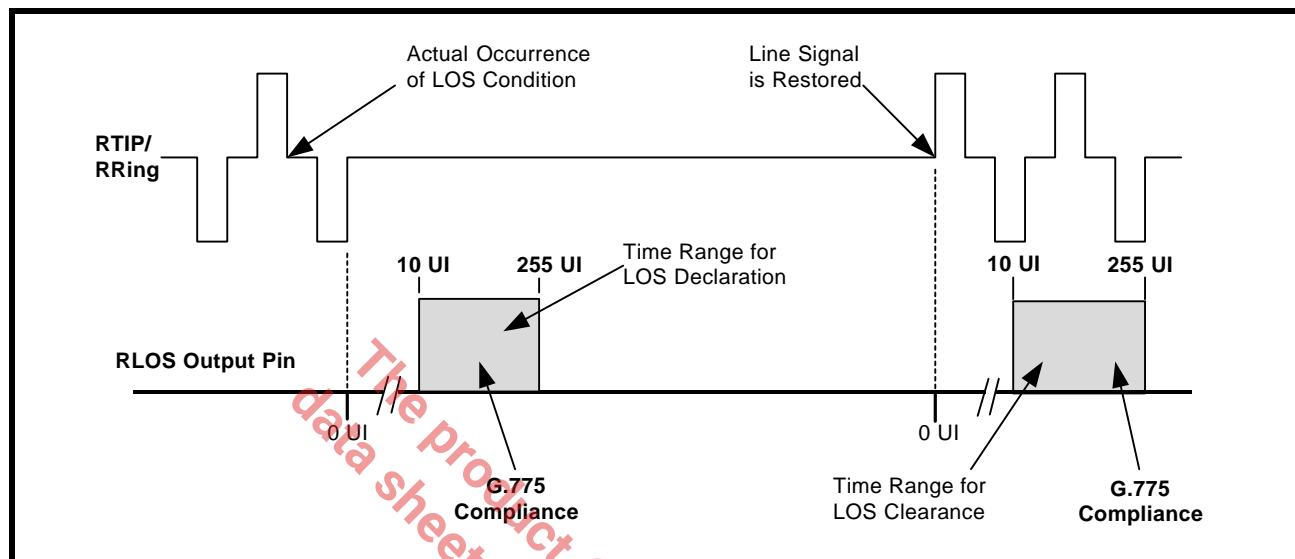 Actual Occurrence
of LOS Condition
Line Signal
is Restored
RTIP/
RRing
10 UI
255 UI
Time Range for
LOS Declaration
10 UI
255 UI
RLOS Output Pin
0 UI
0 UI
G.775
Compliance
Time Range for
LOS Clearance
G.775
Compliance
The product
data sheet